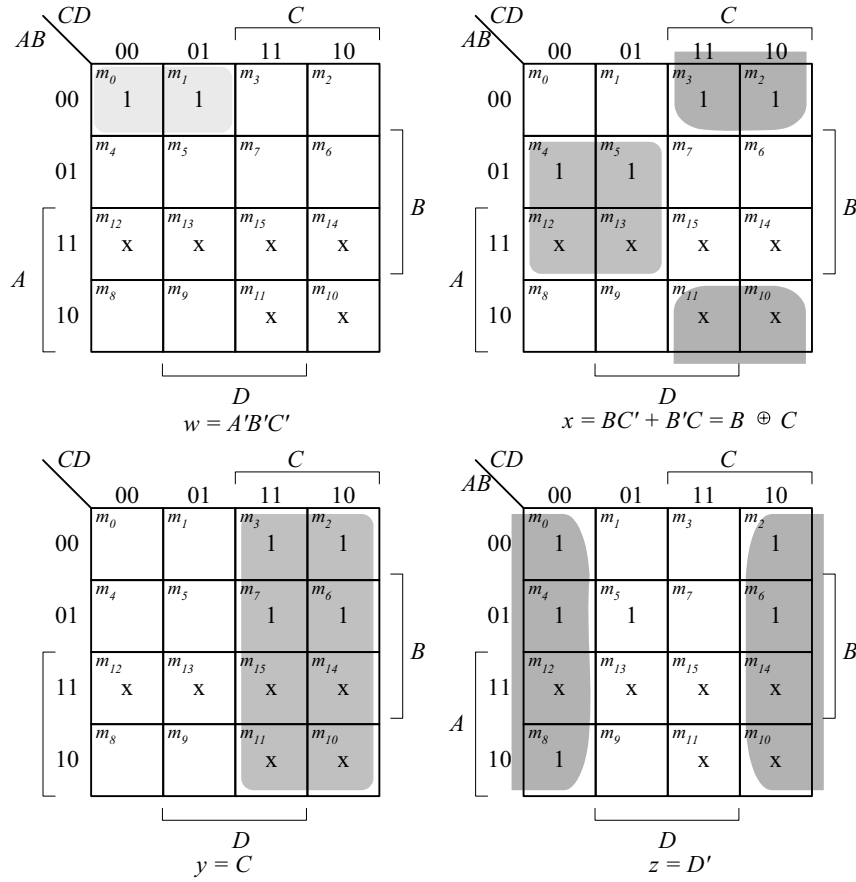 CD C CD C
AB 00 01 11 10 AB 00 01 11 10
m0 m1 m3 m2 m0 m1 m3 m2
00 1 1 00 1 1
m4 m5 m7 m6 m4 m5 m7 m6
01 01 1 1
B B
m12 m13 m15 m14 m12 m13 m15 m14
11 x x x x 11 x x x x
A A
m8 m9 m11 m10 m8 m9 m11 m10
10 x x 10 x x
D D
w = A'B'C' x = BC' + B'C = B ⊕ C
CD C CD C
AB 00 01 11 10 AB 00 01 11 10
m0 m1 m3 m2 m0 m1 m3 m2
00 1 1 00 1 1
m4 m5 m7 m6 m4 m5 m7 m6
01 1 1 01 1 1 1
B B
m12 m13 m15 m14 m12 m13 m15 m14
11 x x x x 11 x x x x
A A
m8 m9 m11 m10 m8 m9 m11 m10
10 x x 10 1 x x
D D
y = C z = D'